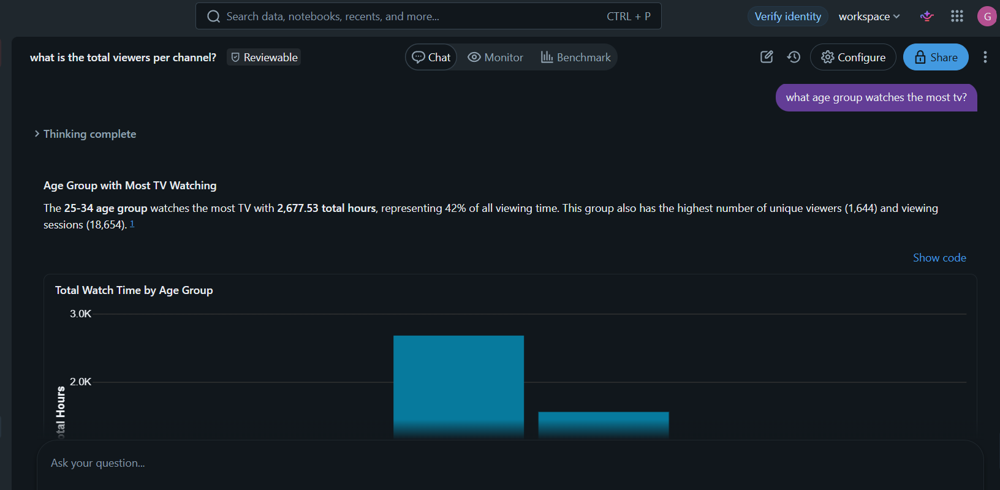 Search data, notebooks, recents, and more...
CTRL + P
Verify identity
workspace
G
what is the total viewers per channel?
Reviewable
Chat
Monitor
Benchmark
Configure
Share
what age group watches the most tv?
Thinking complete
Age Group with Most TV Watching
The 25-34 age group watches the most TV with 2,677.53 total hours, representing 42% of all viewing time. This group also has the highest number of unique viewers (1,644) and viewing
sessions (18,654). 1
Show code
Total Watch Time by Age Group
3.0K
2.0K
otal Hours
Ask your question...